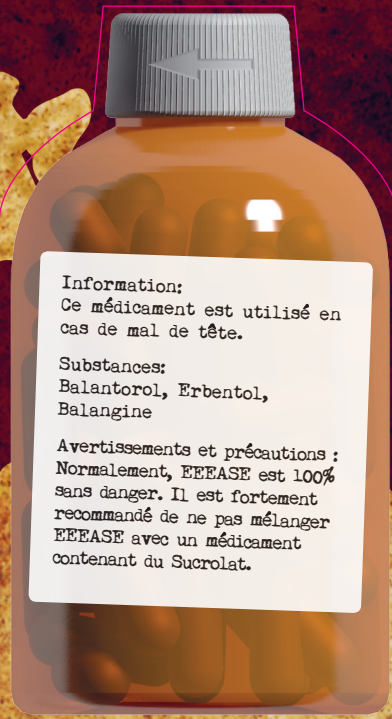 Information:
Ce médicament est utilisé en
cas de mal de tête.
Substances:
Balantorol, Erbentol,
Balangine
Avertissements et précautions :
Normalement, EEEASE est 100%
sans danger. Il est fortement
recommandé de ne pas mélanger
EEEASE avec un médicament
contenant du Sucrolat.